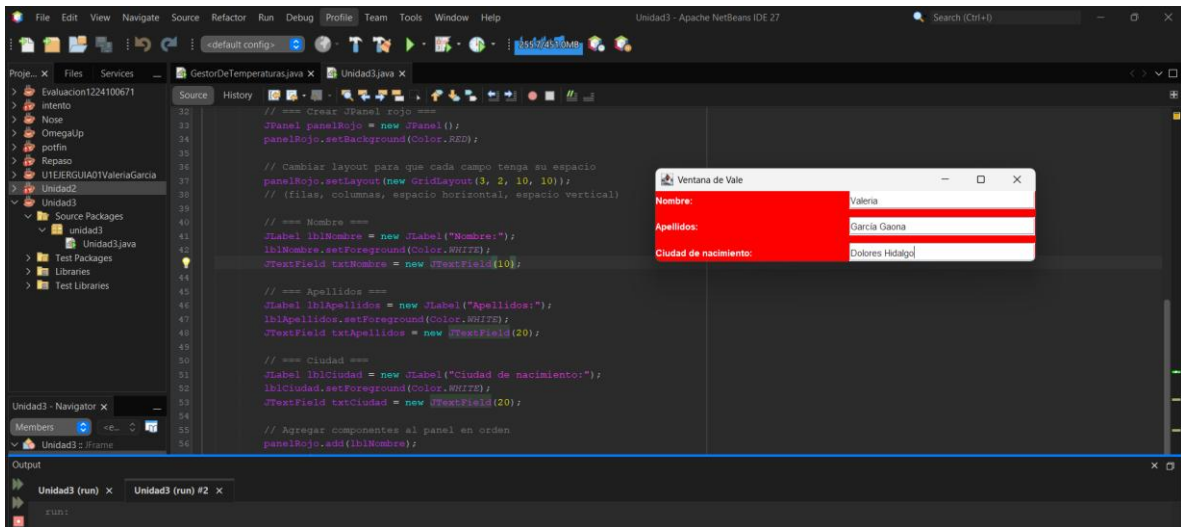 File Edit View Navigate Source Refactor Run Debug Profile Team Tools Window Help
Unidad3 - Apache NetBeans IDE 27
Search (Ctrl+I)
<default config>
Proje... Files Services
GestorDeTemperaturas.java Unidad3.java
Source History
Evaluacion1224100671
intento
Nose
OmegaUp
potfin
Repaso
U1EJERGUIA01ValeriaGarcia
Unidad2
Unidad3
Source Packages
unidad3
Unidad3.java
Test Packages
Libraries
Test Libraries
32 // === Crear JPanel rojo ===
33 JPanel panelRojo = new JPanel();
34 panelRojo.setBackground(Color.RED);
35
36 // Cambiar layout para que cada campo tenga su espacio
37 panelRojo.setLayout(new GridLayout(3, 2, 10, 10));
38 // (filas, columnas, espacio horizontal, espacio vertical)
39
40 // === Nombre ===
41 JLabel lblNombre = new JLabel("Nombre:");
42 lblNombre.setForeground(Color.WHITE);
JTextField txtNombre = new JTextField(10);
44
45 // === Apellidos ===
46 JLabel lblApellidos = new JLabel("Apellidos:");
47 lblApellidos.setForeground(Color.WHITE);
48 JTextField txtApellidos = new JTextField(20);
49
50 // === Ciudad ===
51 JLabel lblCiudad = new JLabel("Ciudad de nacimiento:");
52 lblCiudad.setForeground(Color.WHITE);
53 JTextField txtCiudad = new JTextField(20);
54
55 // Agregar componentes al panel en orden
56 panelRojo.add(lblNombre);
Ventana de Vale
Nombre: Valeria
Apellidos: García Gaona
Ciudad de nacimiento: Dolores Hidalgo
Unidad3 - Navigator
Members <e...
Unidad3 :: JFrame
Output
Unidad3 (run) Unidad3 (run) #2
run: